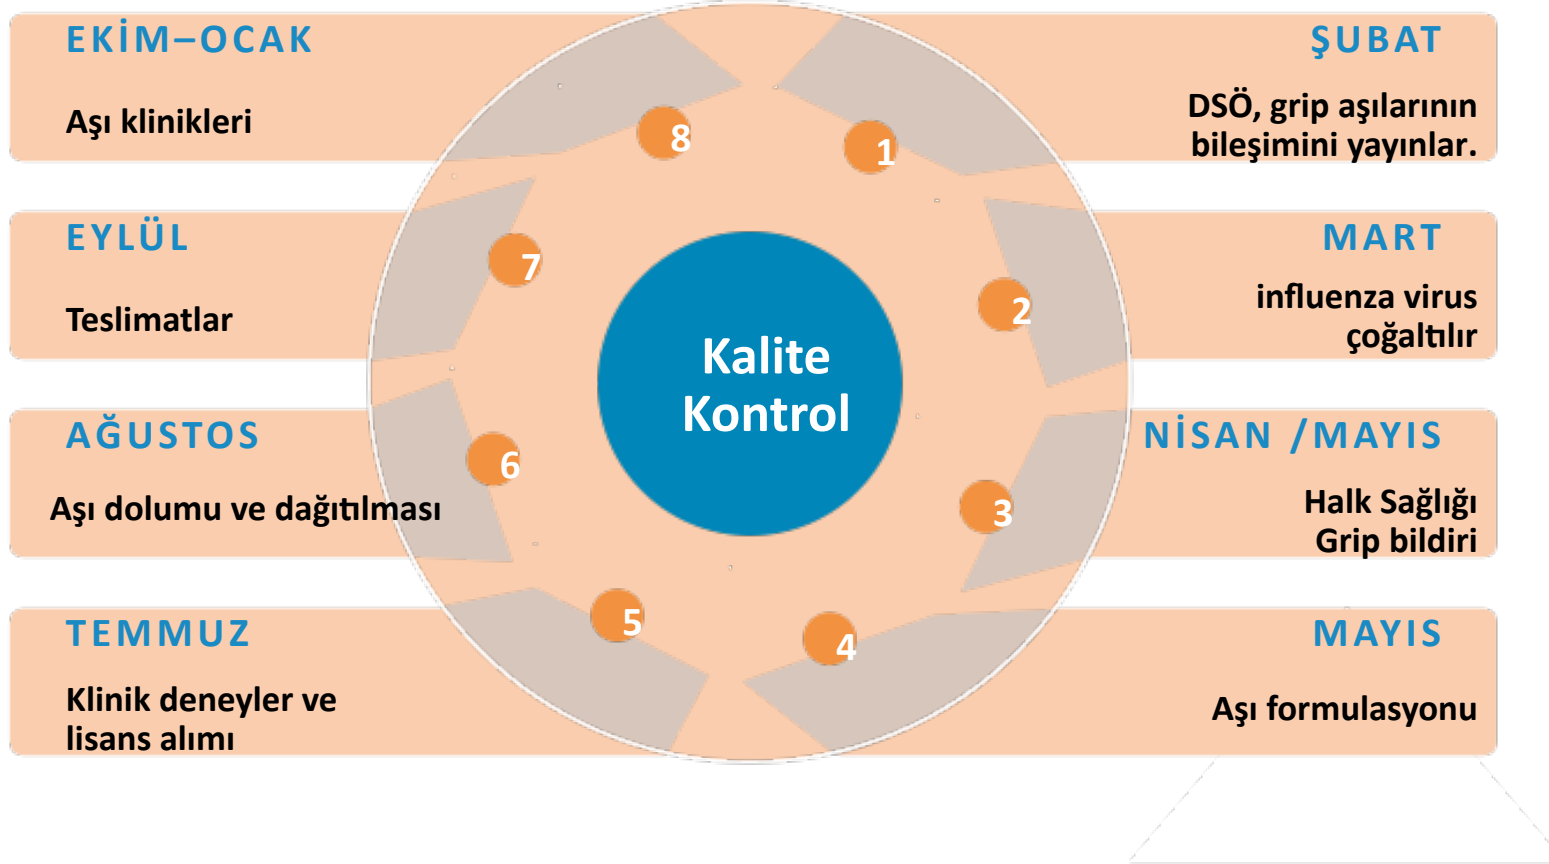 EKİM–OCAK
Aşı klinikleri
8
ŞUBAT
DSÖ, grip aşılarının
bileşimini yayınlar.
1
EYLÜL
Teslimatlar
7
MART
influenza virus
çoğaltılır
2
Kalite
Kontrol
AĞUSTOS
Aşı dolumu ve dağıtılması
6
NİSAN /MAYIS
Halk Sağlığı
Grip bildiri
3
TEMMUZ
Klinik deneyler ve
lisans alımı
5
MAYIS
Aşı formulasyonu
4